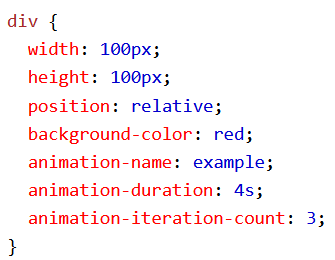 div {
  width: 100px;
  height: 100px;
  position: relative;
  background-color: red;
  animation-name: example;
  animation-duration: 4s;
  animation-iteration-count: 3;
}